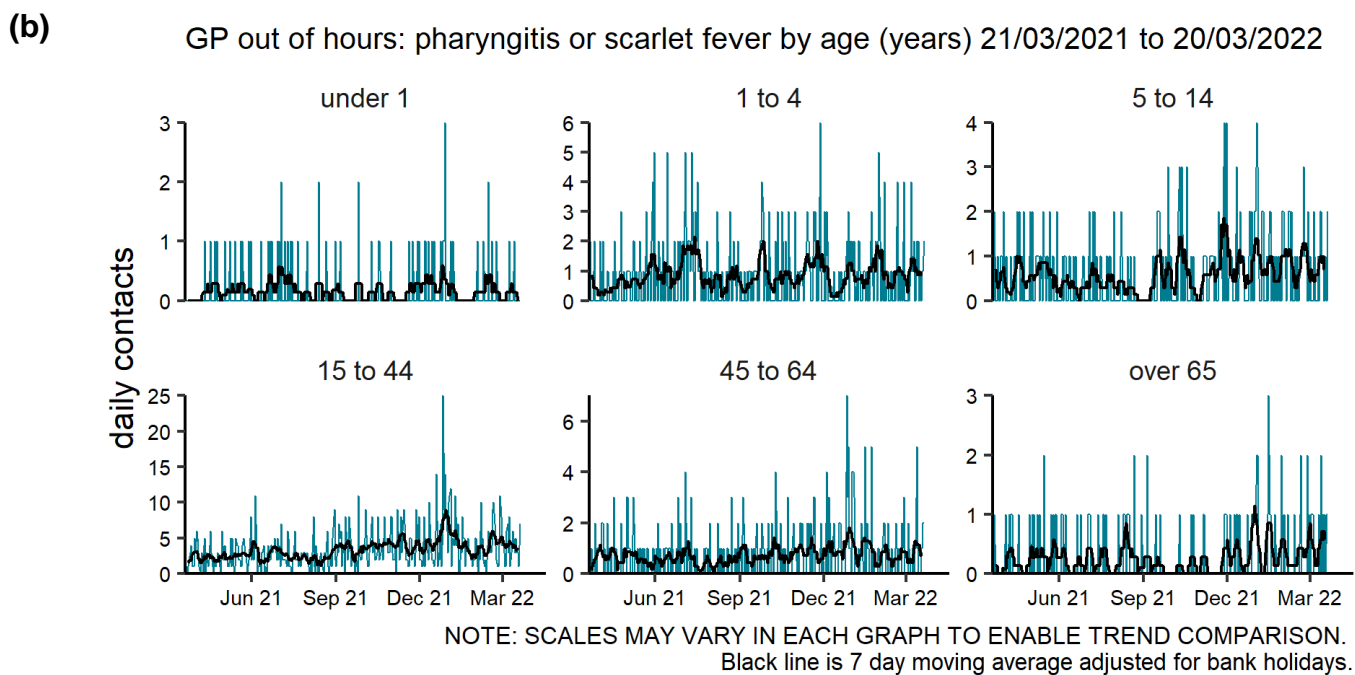 (b)
GP out of hours: pharyngitis or scarlet fever by age (years) 21/03/2021 to 20/03/2022
daily contacts
under 1
3
2
1
0
1 to 4
6
5
4
3
2
1
0
5 to 14
4
3
2
1
0
15 to 44
25
20
15
10
5
0
Jun 21 Sep 21 Dec 21 Mar 22
45 to 64
6
4
2
0
Jun 21 Sep 21 Dec 21 Mar 22
over 65
3
2
1
0
Jun 21 Sep 21 Dec 21 Mar 22
NOTE: SCALES MAY VARY IN EACH GRAPH TO ENABLE TREND COMPARISON.
Black line is 7 day moving average adjusted for bank holidays.